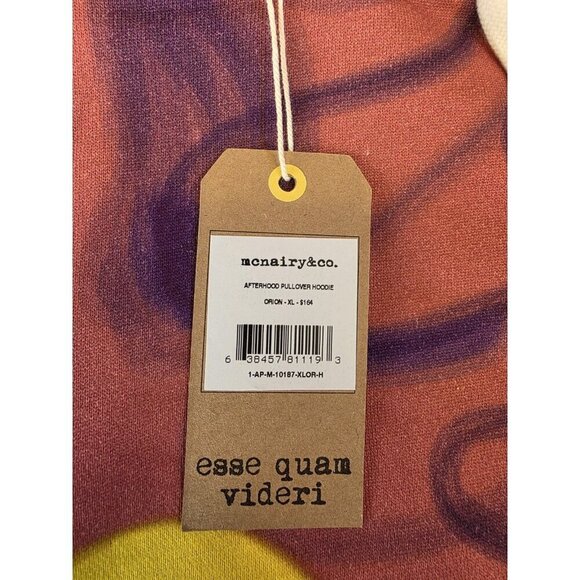 mcnairy&co.
AFTERHOOD PULLOVER HOODIE
ORION - XL - $164
6 38457 81119 3
1-AP-M-10187-XLOR-H
esse quam
videri